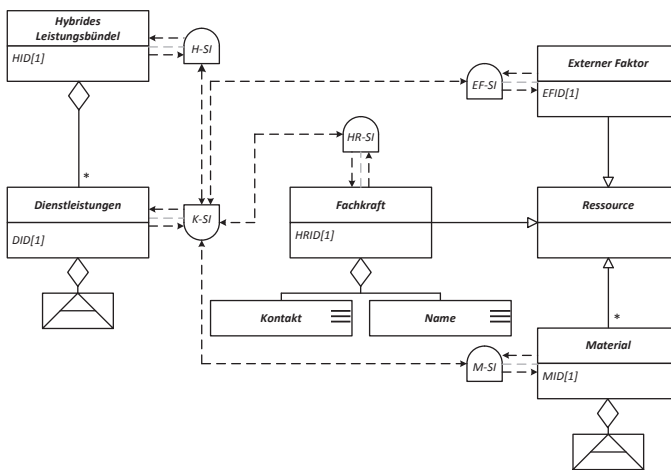 Hybrides
Leistungsbündel
HID[1]
H-SI
Externer Faktor
EFID[1]
EF-SI
HR-SI
Dienstleistungen
DID[1]
K-SI
Fachkraft
HRID[1]
Ressource
*
Kontakt
Name
*
Material
MID[1]
M-SI